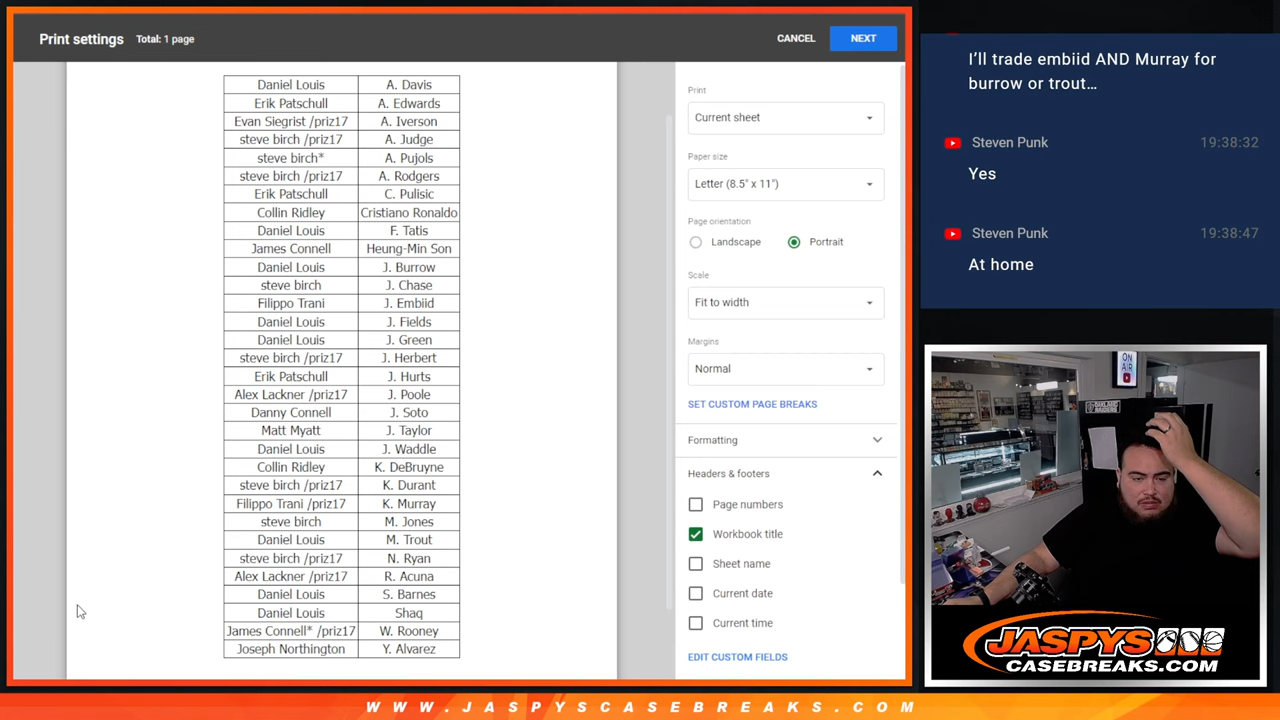 Print settings Total: 1 page CANCEL NEXT
Daniel Louis A. Davis
Erik Patschull A. Edwards
Evan Siegrist /priz17 A. Iverson
steve birch /priz17 A. Judge
steve birch* A. Pujols
steve birch /priz17 A. Rodgers
Erik Patschull C. Pulisic
Collin Ridley Cristiano Ronaldo
Daniel Louis F. Tatis
James Connell Heung-Min Son
Daniel Louis J. Burrow
steve birch J. Chase
Filippo Trani J. Embiid
Daniel Louis J. Fields
Daniel Louis J. Green
steve birch /priz17 J. Herbert
Erik Patschull J. Hurts
Alex Lackner /priz17 J. Poole
Danny Connell J. Soto
Matt Myatt J. Taylor
Daniel Louis J. Waddle
Collin Ridley K. DeBruyne
steve birch /priz17 K. Durant
Filippo Trani /priz17 K. Murray
steve birch M. Jones
Daniel Louis M. Trout
steve birch /priz17 N. Ryan
Alex Lackner /priz17 R. Acuna
Daniel Louis S. Barnes
Daniel Louis Shaq
James Connell* /priz17 W. Rooney
Joseph Northington Y. Alvarez
Print
Current sheet
Paper size
Letter (8.5" x 11")
Page orientation
Landscape Portrait
Scale
Fit to width
Margins
Normal
SET CUSTOM PAGE BREAKS
Formatting
Headers & footers
Page numbers
Workbook title
Sheet name
Current date
Current time
EDIT CUSTOM FIELDS
I'll trade embiid AND Murray for
burrow or trout...
Steven Punk 19:38:32
Yes
Steven Punk 19:38:47
At home
ON
AIR
OAKLAND
RAIDERS
JASPYS
CASEBREAKS.COM
WWW.JASPYSCASEBREAKS.COM